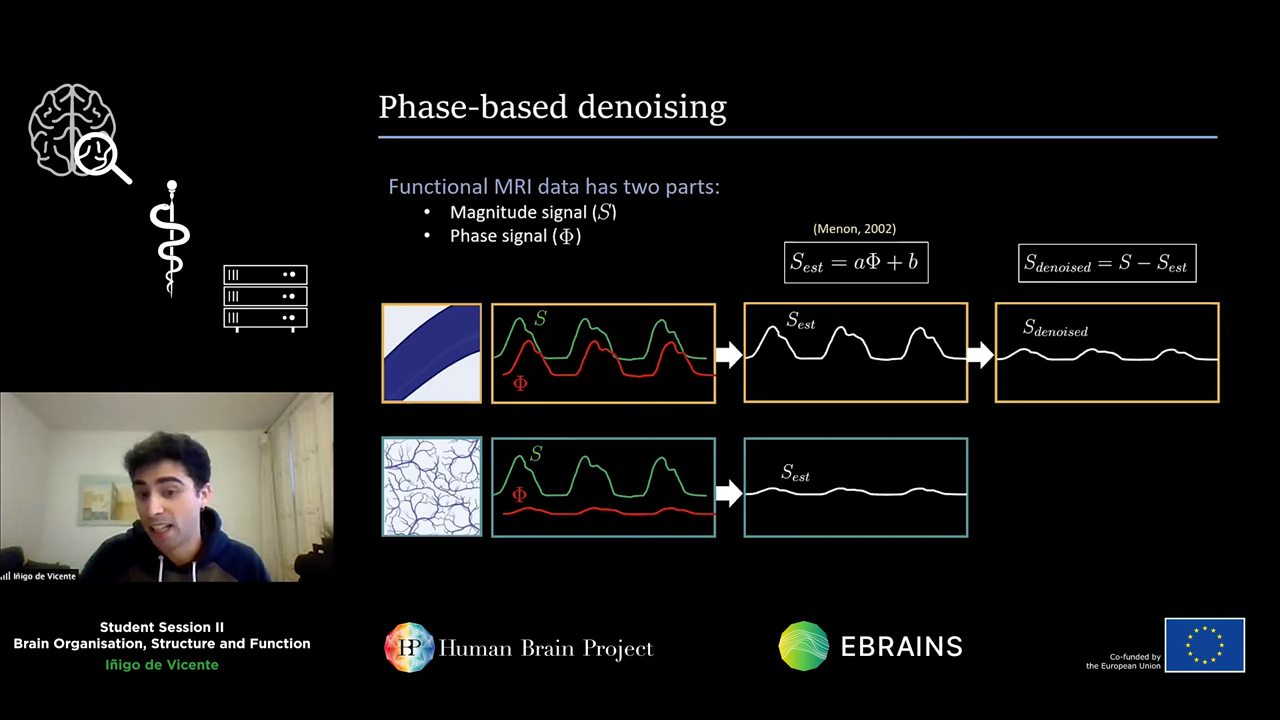 Phase-based denoising
Functional MRI data has two parts:
• Magnitude signal (S)
• Phase signal (Φ)
(Menon, 2002)
S_est = aΦ + b
S_denoised = S − S_est
S
Φ
S_est
S_denoised
S
Φ
S_est
Iñigo de Vicente
Student Session II
Brain Organisation, Structure and Function
Iñigo de Vicente
HP Human Brain Project
EBRAINS
Co-funded by
the European Union